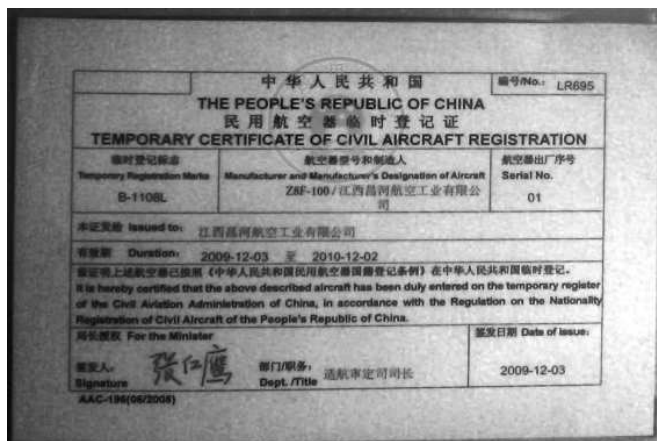 中华人民共和国 编号/No.: LR695
THE PEOPLE'S REPUBLIC OF CHINA
民用航空器临时登记证
TEMPORARY CERTIFICATE OF CIVIL AIRCRAFT REGISTRATION
临时登记标志 航空器型号和制造人 航空器出厂序号
Temporary Registration Marks Manufacturer and Manufacturer's Designation of Aircraft Serial No.
B-1108L Z8F-100/江西昌河航空工业有限公司 01
本证发给 Issued to: 江西昌河航空工业有限公司
有效期 Duration: 2009-12-03 至 2010-12-02
兹证明上述航空器已按照《中华人民共和国民用航空器国籍登记条例》在中华人民共和国临时登记。
It is hereby certified that the above described aircraft has been duly entered on the temporary register
of the Civil Aviation Administration of China, in accordance with the Regulation on the Nationality
Registration of Civil Aircraft of the People's Republic of China.
局长授权 For the Minister 签发日期 Date of issue:
签发人: 张仁鹰 部门/职务: 适航审定司司长 2009-12-03
Signature Dept. /Title
AAC-196(06/2008)